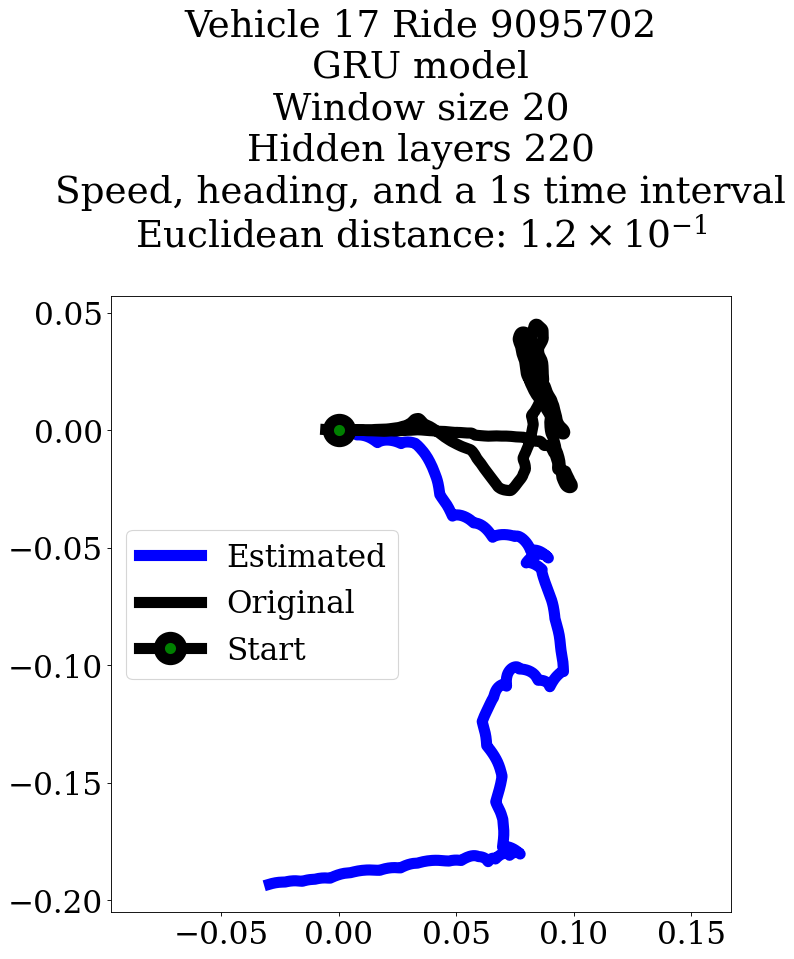 Vehicle 17 Ride 9095702
GRU model
Window size 20
Hidden layers 220
Speed, heading, and a 1s time interval
Euclidean distance: 1.2 × 10⁻¹
0.05
0.00
−0.05
−0.10
−0.15
−0.20
Estimated
Original
Start
−0.05 0.00 0.05 0.10 0.15